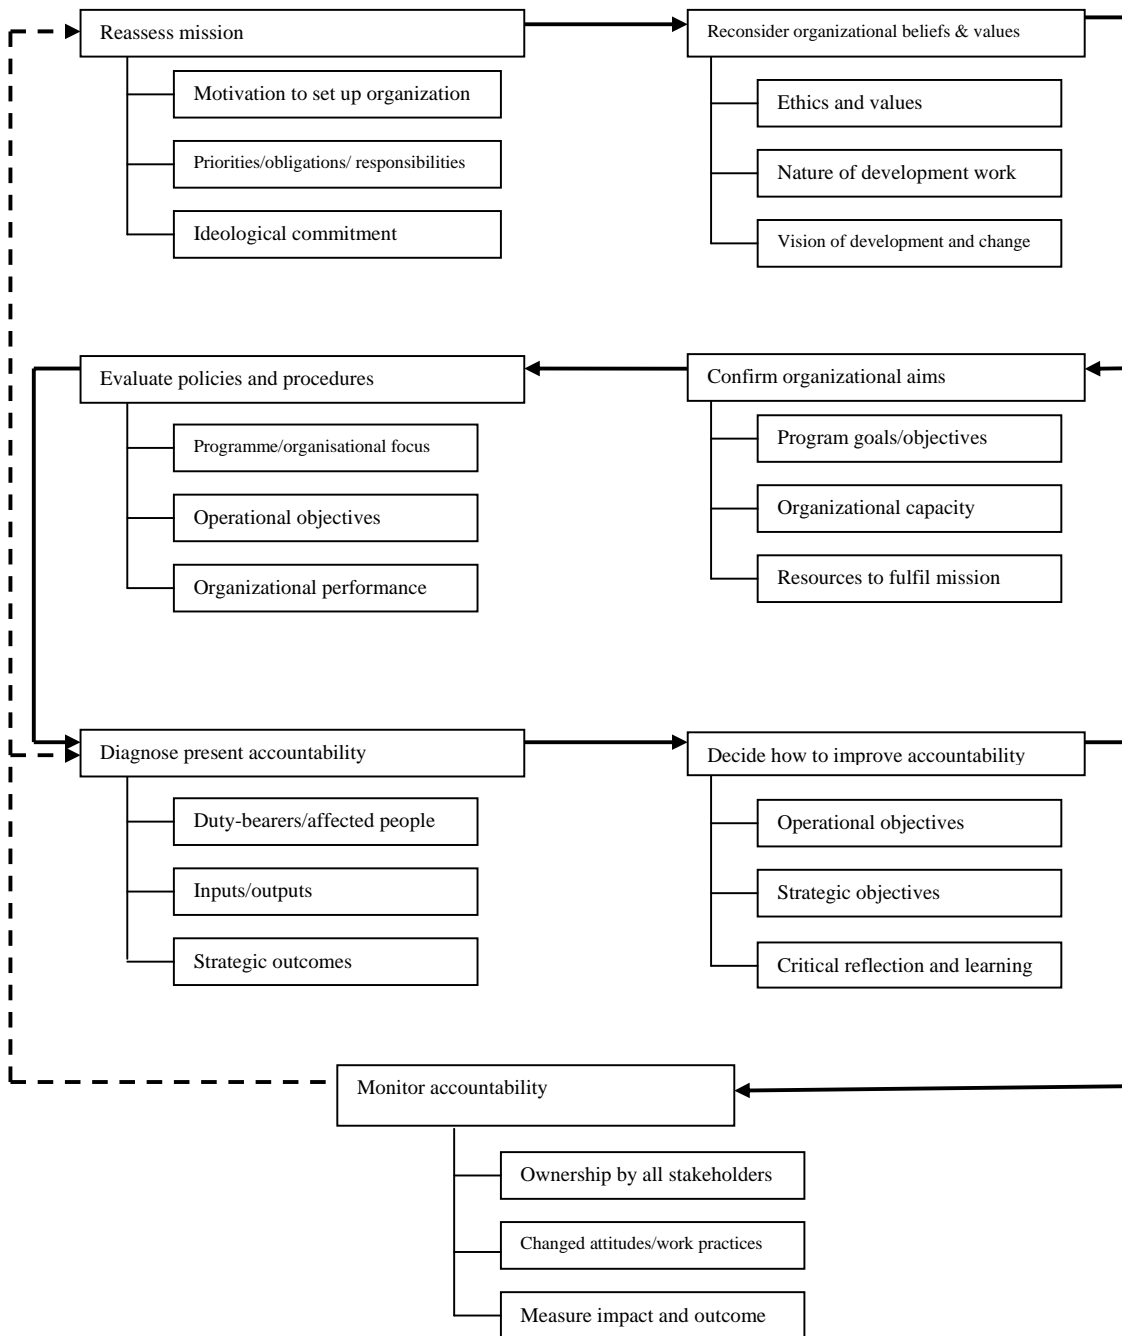 Reassess mission
Motivation to set up organization
Priorities/obligations/ responsibilities
Ideological commitment
Reconsider organizational beliefs & values
Ethics and values
Nature of development work
Vision of development and change
Confirm organizational aims
Program goals/objectives
Organizational capacity
Resources to fulfil mission
Evaluate policies and procedures
Programme/organisational focus
Operational objectives
Organizational performance
Diagnose present accountability
Duty-bearers/affected people
Inputs/outputs
Strategic outcomes
Decide how to improve accountability
Operational objectives
Strategic objectives
Critical reflection and learning
Monitor accountability
Ownership by all stakeholders
Changed attitudes/work practices
Measure impact and outcome